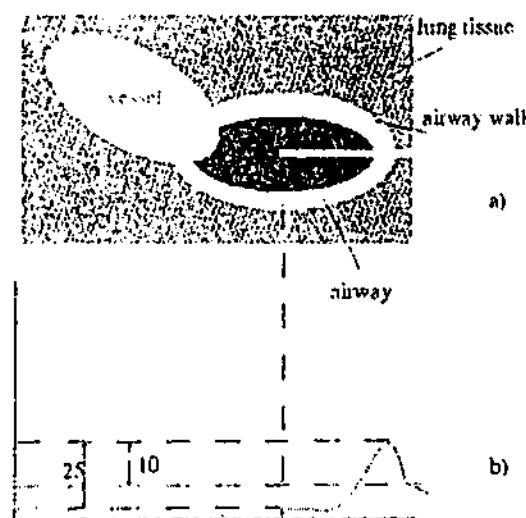 lung tissue
vessel
airway wall
a)
airway
25
10
b)